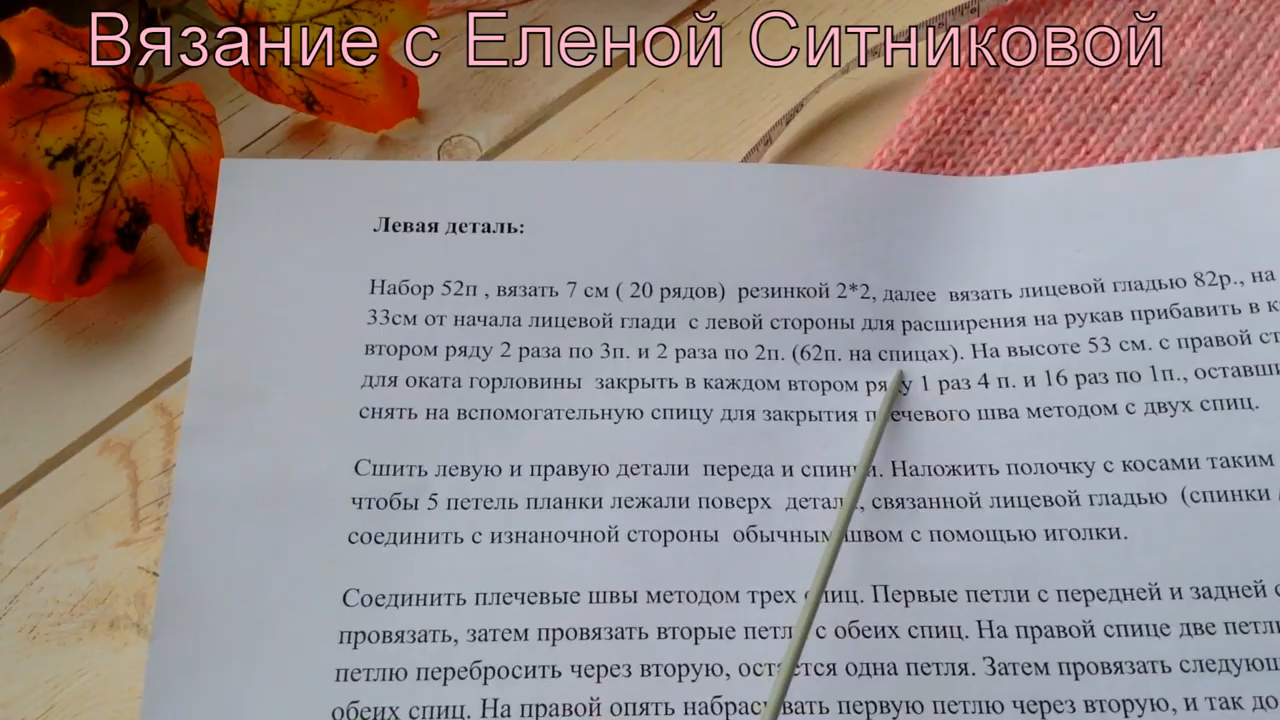 Вязание с Еленой Ситниковой
Левая деталь:
Набор 52п , вязать 7 см ( 20 рядов) резинкой 2*2, далее вязать лицевой гладью 82р., на
33см от начала лицевой глади с левой стороны для расширения на рукав прибавить в
втором ряду 2 раза по 3п. и 2 раза по 2п. (62п. на спицах). На высоте 53 см. с правой
для оката горловины закрыть в каждом втором ряду 1 раз 4 п. и 16 раз по 1п.,
снять на вспомогательную спицу для закрытия плечевого шва методом с двух спиц.
Сшить левую и правую детали переда и спинки. Наложить полочку с косами таким
чтобы 5 петель планки лежали поверх детали, связанной лицевой гладью (спинки
соединить с изнаночной стороны обычным швом с помощью иголки.
Соединить плечевые швы методом трех спиц. Первые петли с передней и задней
провязать, затем провязать вторые петли с обеих спиц. На правой спице две петли
петлю перебросить через вторую, остается одна петля. Затем провязать
обеих спиц. На правой опять набрасывать первую петлю через вторую, и так до